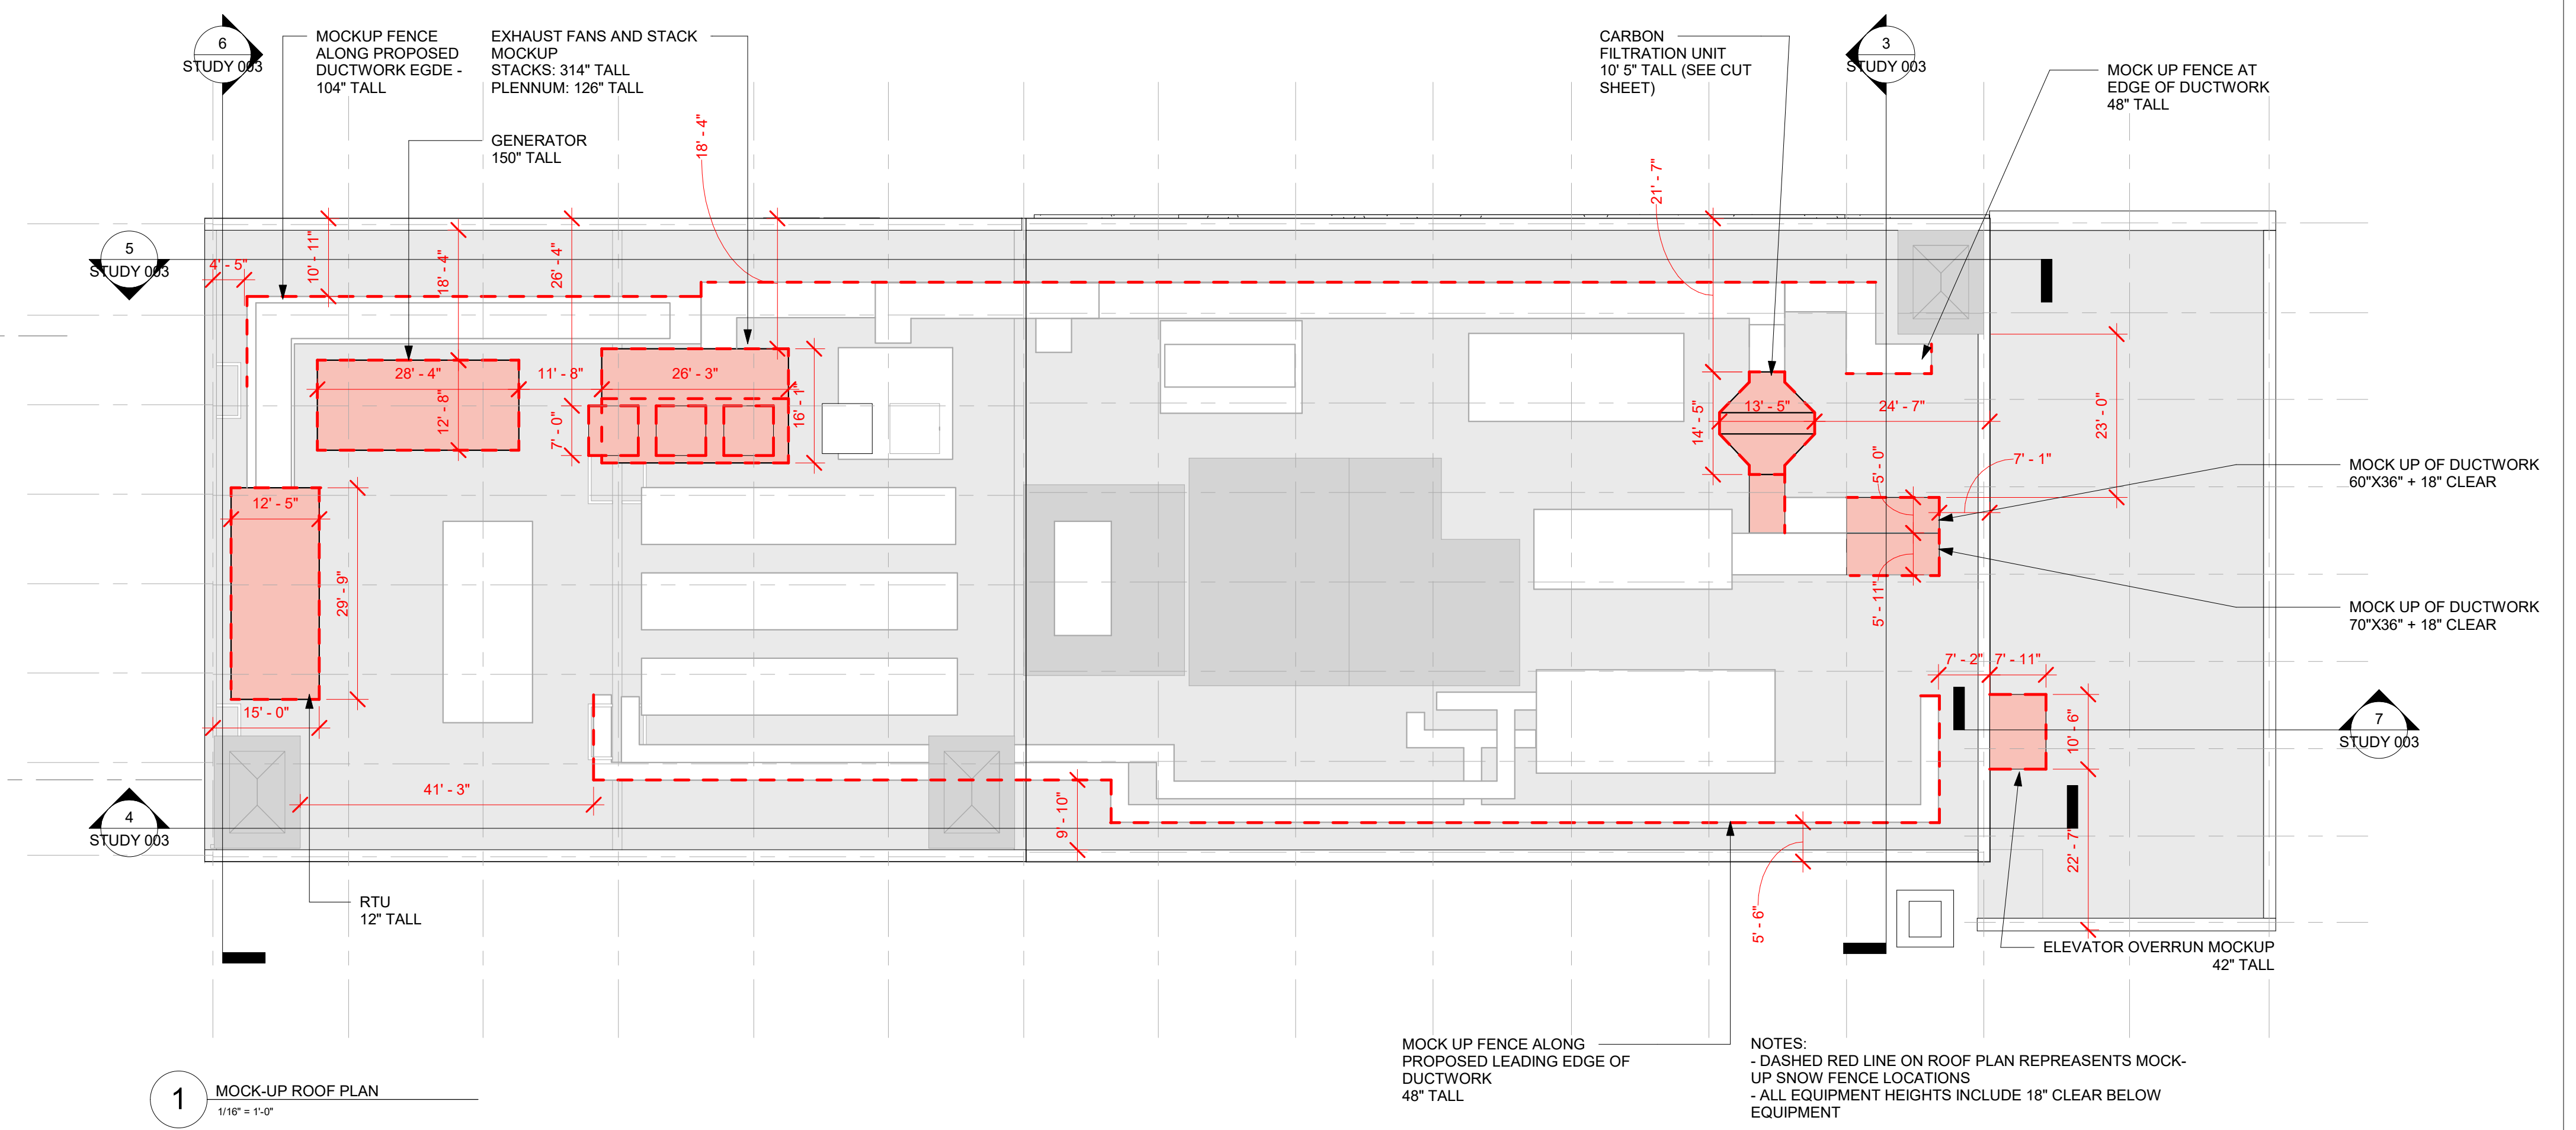 6
STUDY 003
MOCKUP FENCE
ALONG PROPOSED
DUCTWORK EGDE -
104" TALL
EXHAUST FANS AND STACK
MOCKUP
STACKS: 314" TALL
PLENNUM: 126" TALL
GENERATOR
150" TALL
CARBON
FILTRATION UNIT
10' 5" TALL (SEE CUT
SHEET)
3
STUDY 003
MOCK UP FENCE AT
EDGE OF DUCTWORK
48" TALL
18' - 4"
21' - 7"
5
STUDY 003
4' - 5"
10' - 11"
18' - 4"
26' - 4"
28' - 4"
11' - 8"
26' - 3"
12' - 8"
7' - 0"
16' - 1"
14' - 5"
13' - 5"
24' - 7"
23' - 0"
5' - 0"
7' - 1"
MOCK UP OF DUCTWORK
60"X36" + 18" CLEAR
12' - 5"
29' - 9"
5' - 11"
MOCK UP OF DUCTWORK
70"X36" + 18" CLEAR
7' - 2"
7' - 11"
15' - 0"
10' - 6"
7
STUDY 003
41' - 3"
9' - 10"
4
STUDY 003
22' - 7"
5' - 6"
RTU
12" TALL
ELEVATOR OVERRUN MOCKUP
42" TALL
MOCK UP FENCE ALONG
PROPOSED LEADING EDGE OF
DUCTWORK
48" TALL
NOTES:
- DASHED RED LINE ON ROOF PLAN REPREASENTS MOCK-
UP SNOW FENCE LOCATIONS
- ALL EQUIPMENT HEIGHTS INCLUDE 18" CLEAR BELOW
EQUIPMENT
1
MOCK-UP ROOF PLAN
1/16" = 1'-0"